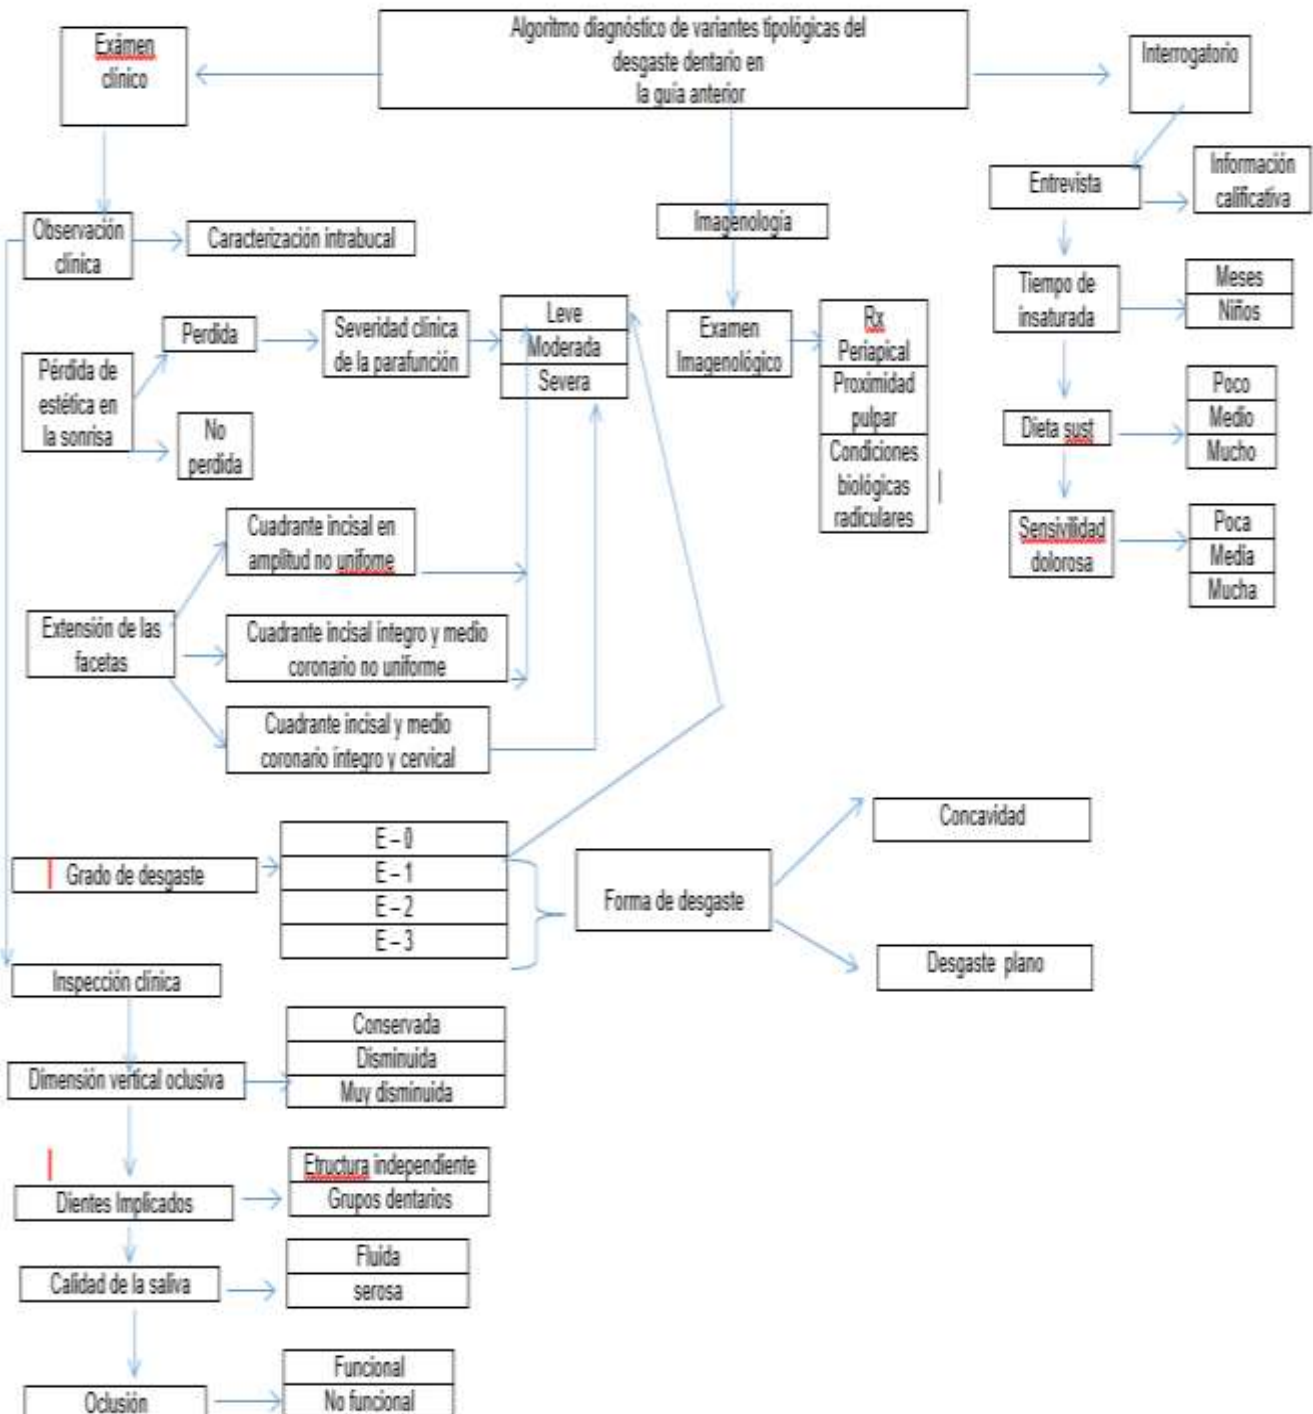 Algoritmo diagnóstico de variantes tipológicas del
desgaste dentario en
la guía anterior
Exámen
clínico
Interrogatorio
Entrevista
Información
calificativa
Observación
clínica
Caracterización intrabucal
Imagenología
Tiempo de
insaturada
Meses
Niños
Perdida
Severidad clínica
de la parafunción
Leve
Moderada
Severa
Examen
Imagenológico
Rx
Periapical
Proximidad
pulpar
Condiciones
biológicas
radiculares
Pérdida de
estética en
la sonrisa
No
perdida
Dieta sust
Poco
Medio
Mucho
Sensivilidad
dolorosa
Poca
Media
Mucha
Cuadrante incisal en
amplitud no unifome
Extensión de las
facetas
Cuadrante incisal integro y medio
coronario no uniforme
Cuadrante incisal y medio
coronario integro y cervical
Grado de desgaste
E – 0
E – 1
E – 2
E – 3
Forma de desgaste
Concavidad
Desgaste plano
Inspección clínica
Dimensión vertical oclusiva
Conservada
Disminuida
Muy disminuida
Dientes Implicados
Etructura independiente
Grupos dentarios
Calidad de la saliva
Fluida
serosa
Oclusión
Funcional
No funcional